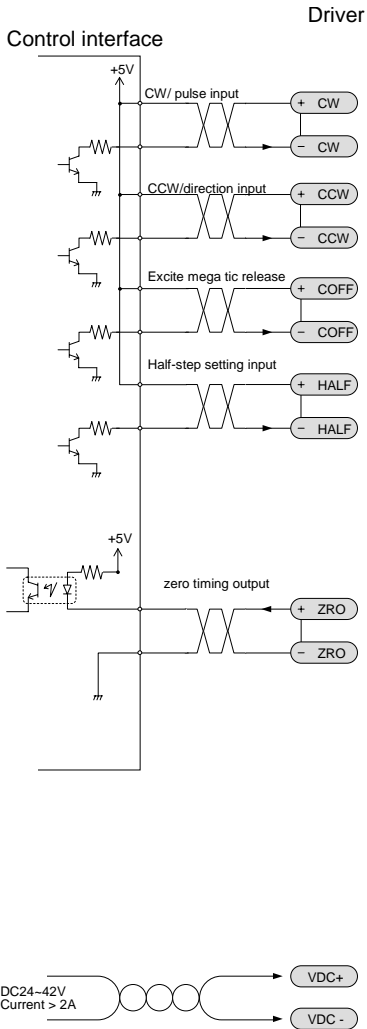 Driver
Control interface
+5V
CW/ pulse input
+ CW
− CW
CCW/direction input
+ CCW
− CCW
Excite mega tic release
+ COFF
− COFF
Half-step setting input
+ HALF
− HALF
+5V
zero timing output
+ ZRO
− ZRO
DC24~42V
Current > 2A
VDC+
VDC -